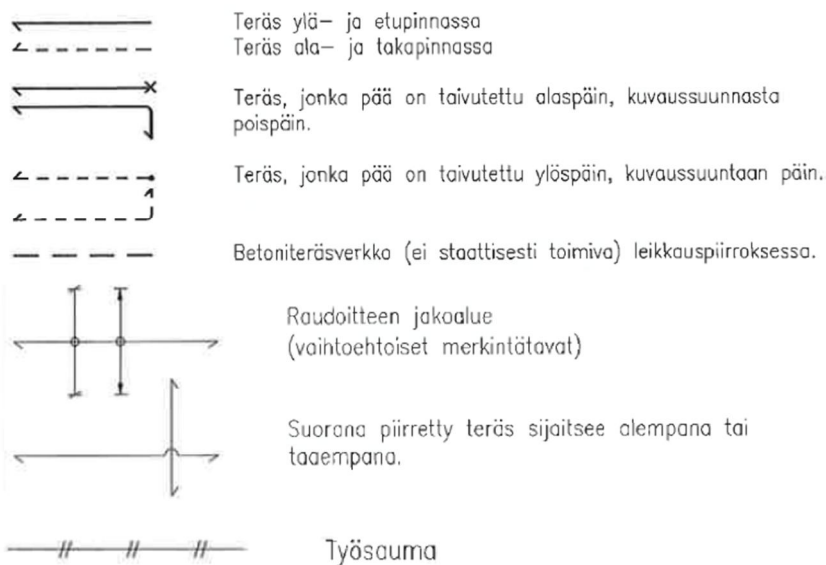 Teräs ylä- ja etupinnassa
Teräs ala- ja takapinnassa
Teräs, jonka pää on taivutettu alaspäin, kuvaussuunnasta
poispäin.
Teräs, jonka pää on taivutettu ylöspäin, kuvaussuuntaan päin.
Betoniteräsverkko (ei staattisesti toimiva) leikkauspiirroksessa.
Raudoitteen jakoalue
(vaihtoehtoiset merkintätavat)
Suorana piirretty teräs sijaitsee alempana tai
taaempana.
Työsauma